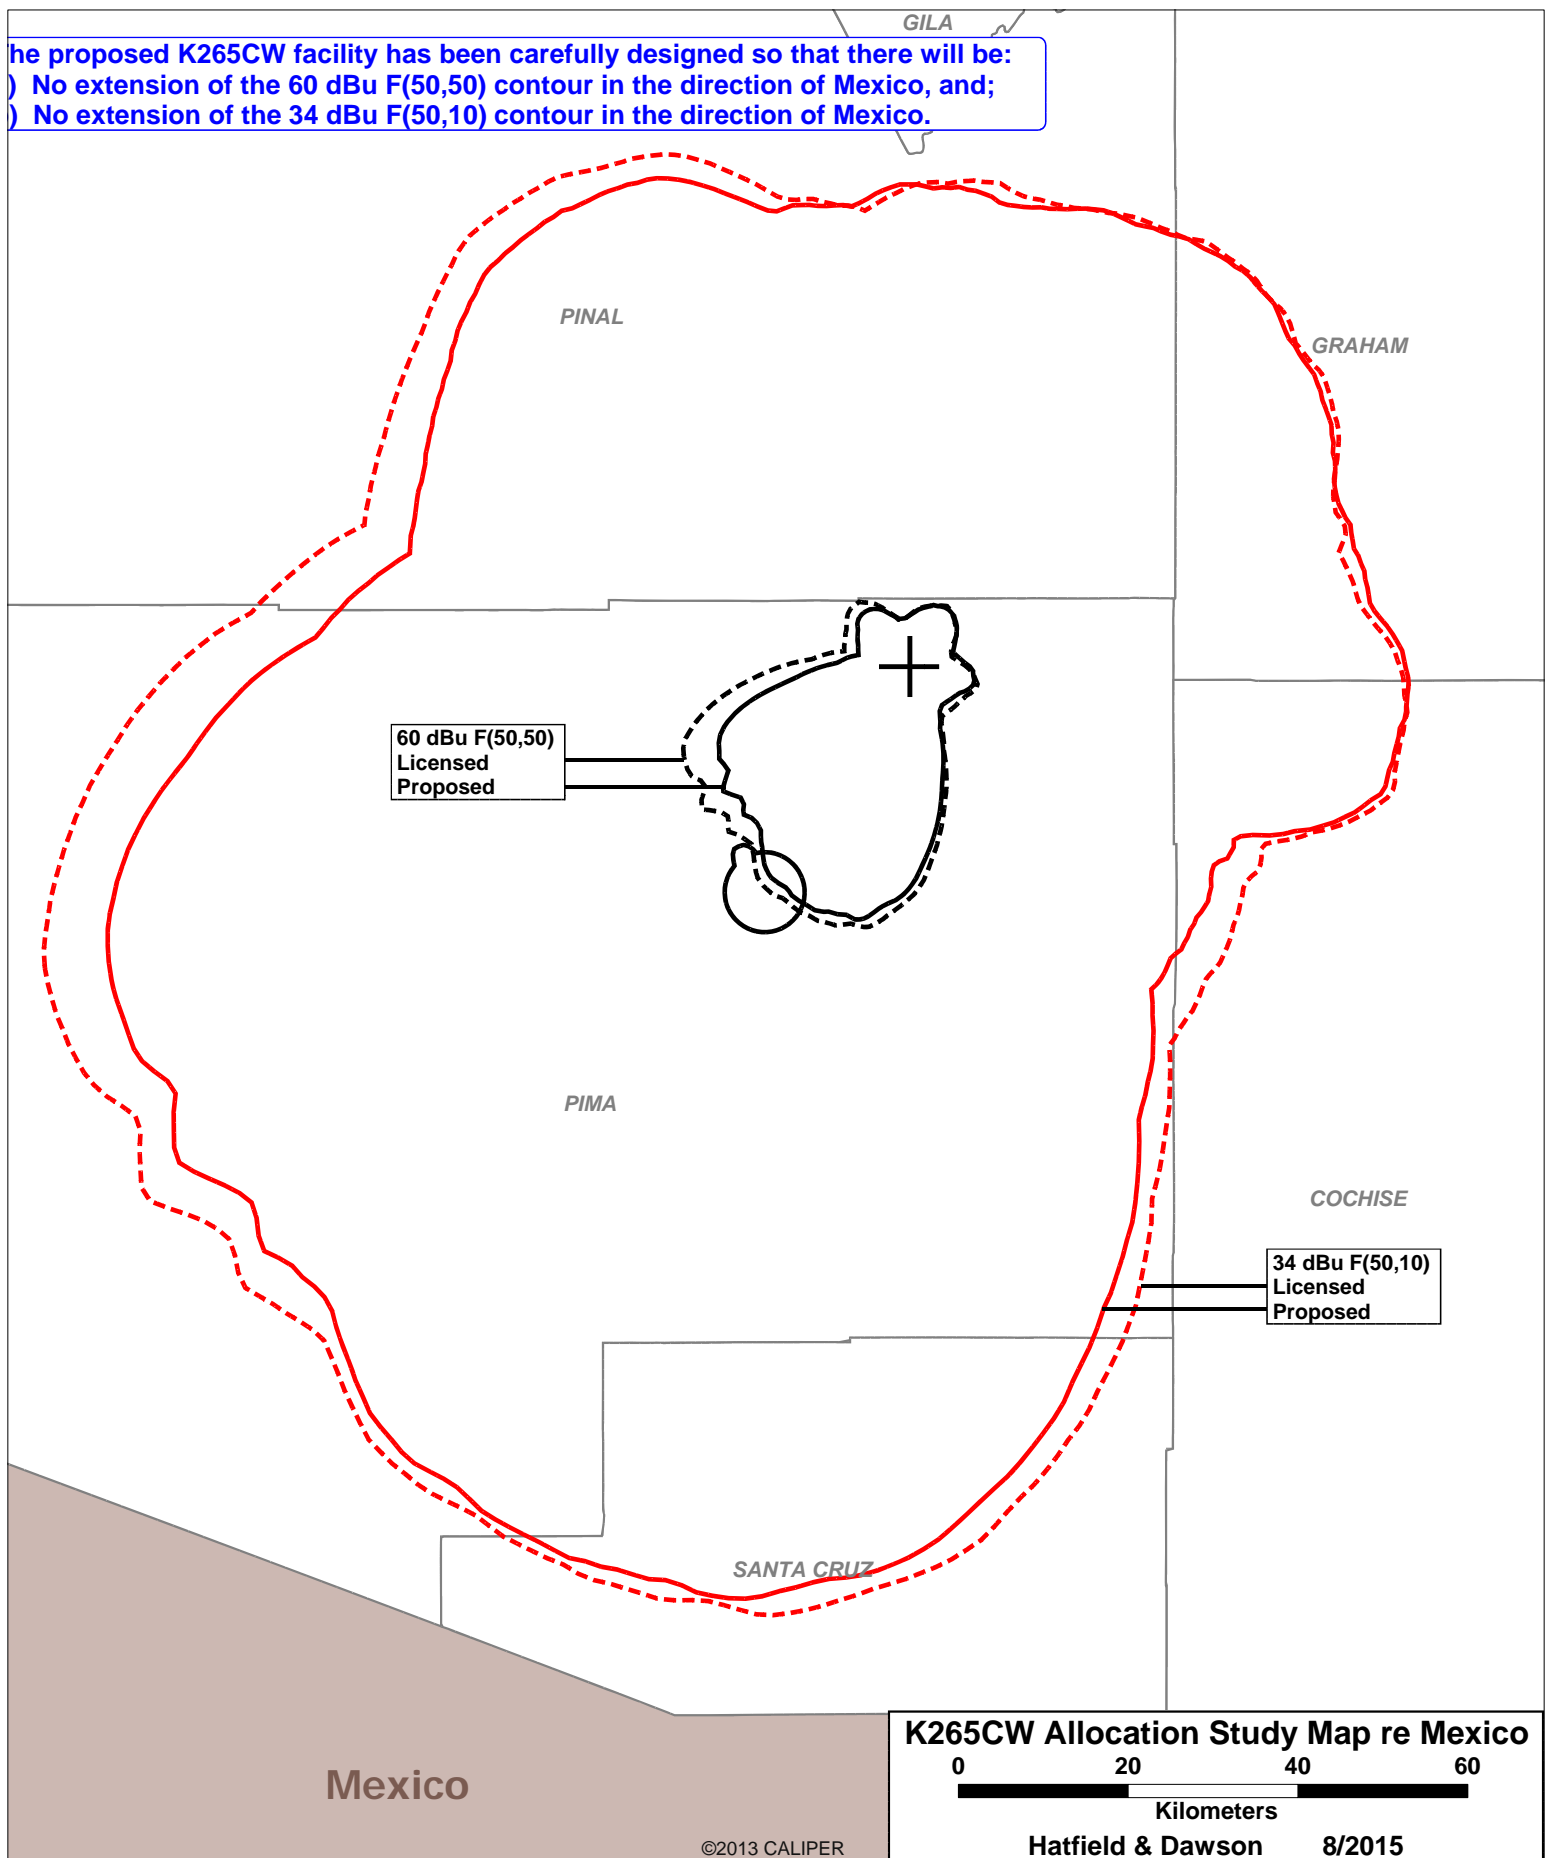 GILA
he proposed K265CW facility has been carefully designed so that there will be:
) No extension of the 60 dBu F(50,50) contour in the direction of Mexico, and;
) No extension of the 34 dBu F(50,10) contour in the direction of Mexico.
PINAL
GRAHAM
60 dBu F(50,50)
Licensed
Proposed
PIMA
COCHISE
34 dBu F(50,10)
Licensed
Proposed
SANTA CRUZ
Mexico
©2013 CALIPER
K265CW Allocation Study Map re Mexico
0 20 40 60
Kilometers
Hatfield & Dawson 8/2015